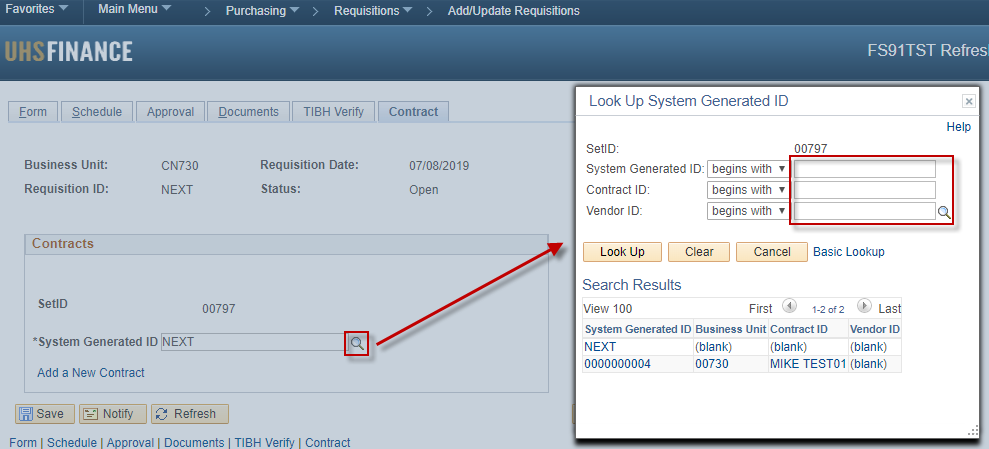 Favorites Main Menu > Purchasing > Requisitions > Add/Update Requisitions
UHSFINANCE FS91TST Refresh
Form Schedule Approval Documents TIBH Verify Contract
Business Unit: CN730 Requisition Date: 07/08/2019
Requisition ID: NEXT Status: Open
Contracts
SetID 00797
*System Generated ID NEXT
Add a New Contract
Save Notify Refresh
Form | Schedule | Approval | Documents | TIBH Verify | Contract
Look Up System Generated ID
Help
SetID: 00797
System Generated ID: begins with
Contract ID: begins with
Vendor ID: begins with
Look Up Clear Cancel Basic Lookup
Search Results
View 100 First 1-2 of 2 Last
System Generated ID Business Unit Contract ID Vendor ID
NEXT (blank) (blank) (blank)
0000000004 00730 MIKE TEST01 (blank)